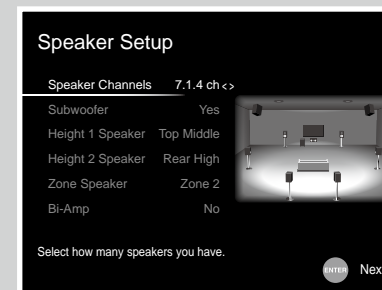 Speaker Setup
Speaker Channels 7.1.4 ch < >
Subwoofer Yes
Height 1 Speaker Top Middle
Height 2 Speaker Rear High
Zone Speaker Zone 2
Bi-Amp No
Select how many speakers you have.
ENTER Nex